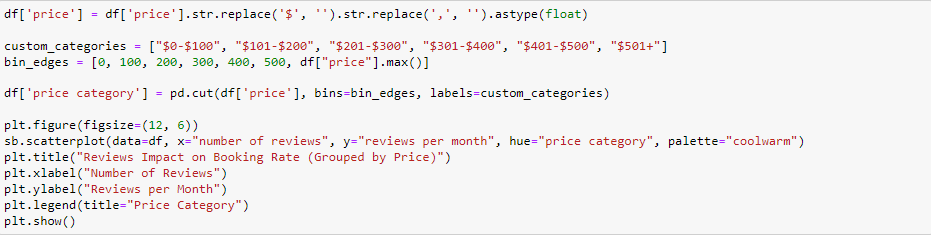 df['price'] = df['price'].str.replace('$', '').str.replace(',', '').astype(float)
custom_categories = ["$0-$100", "$101-$200", "$201-$300", "$301-$400", "$401-$500", "$501+"]
bin_edges = [0, 100, 200, 300, 400, 500, df["price"].max()]
df['price category'] = pd.cut(df['price'], bins=bin_edges, labels=custom_categories)
plt.figure(figsize=(12, 6))
sb.scatterplot(data=df, x="number of reviews", y="reviews per month", hue="price category", palette="coolwarm")
plt.title("Reviews Impact on Booking Rate (Grouped by Price)")
plt.xlabel("Number of Reviews")
plt.ylabel("Reviews per Month")
plt.legend(title="Price Category")
plt.show()